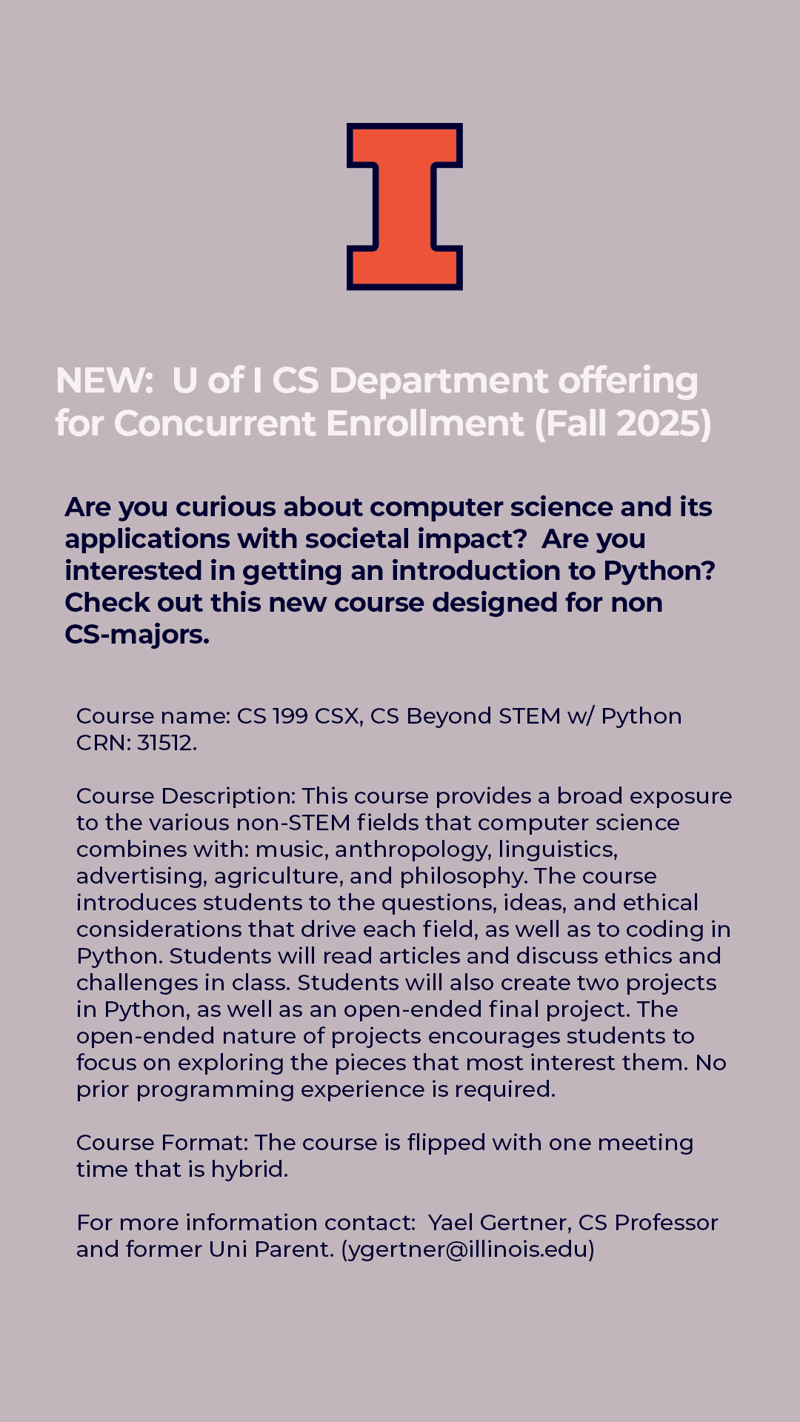 I
NEW:  U of I CS Department offering
for Concurrent Enrollment (Fall 2025)
Are you curious about computer science and its
applications with societal impact?  Are you
interested in getting an introduction to Python?
Check out this new course designed for non
CS-majors.
Course name: CS 199 CSX, CS Beyond STEM w/ Python
CRN: 31512.
Course Description: This course provides a broad exposure
to the various non-STEM fields that computer science
combines with: music, anthropology, linguistics,
advertising, agriculture, and philosophy. The course
introduces students to the questions, ideas, and ethical
considerations that drive each field, as well as to coding in
Python. Students will read articles and discuss ethics and
challenges in class. Students will also create two projects
in Python, as well as an open-ended final project. The
open-ended nature of projects encourages students to
focus on exploring the pieces that most interest them. No
prior programming experience is required.
Course Format: The course is flipped with one meeting
time that is hybrid.
For more information contact:  Yael Gertner, CS Professor
and former Uni Parent. (ygertner@illinois.edu)